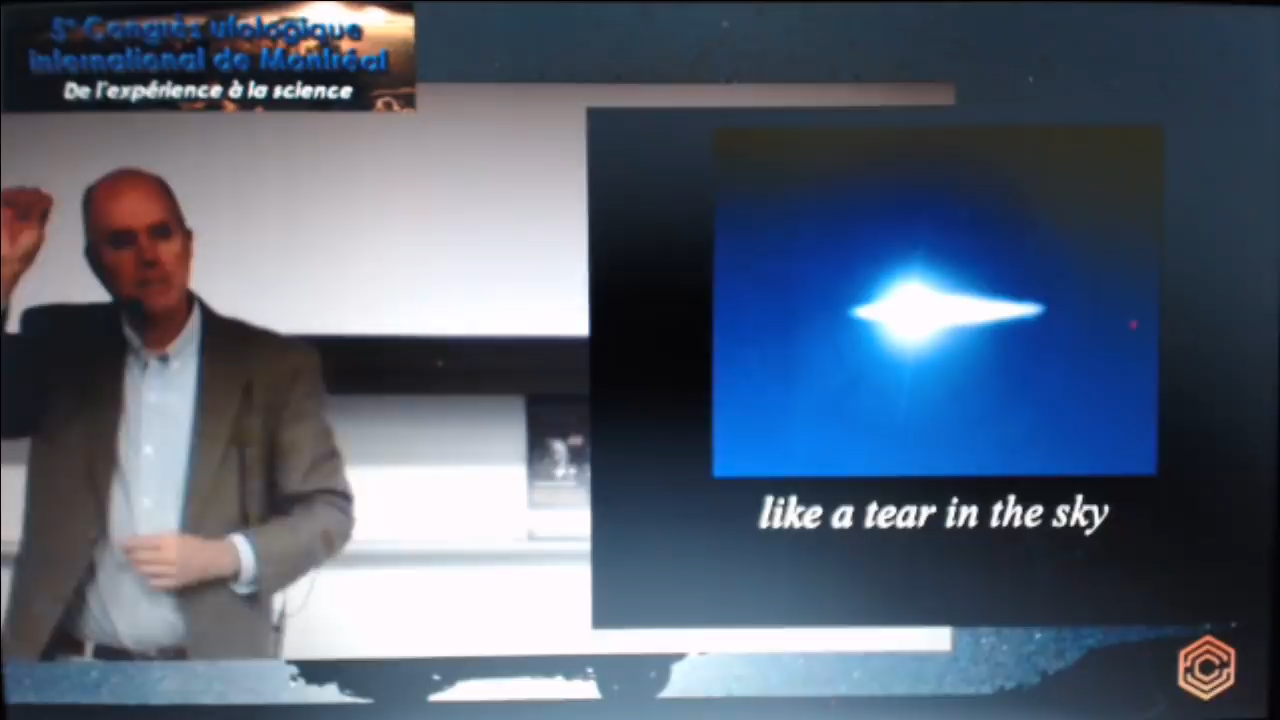 5e Congrès ufologique
international de Montréal
De l'expérience à la science
like a tear in the sky